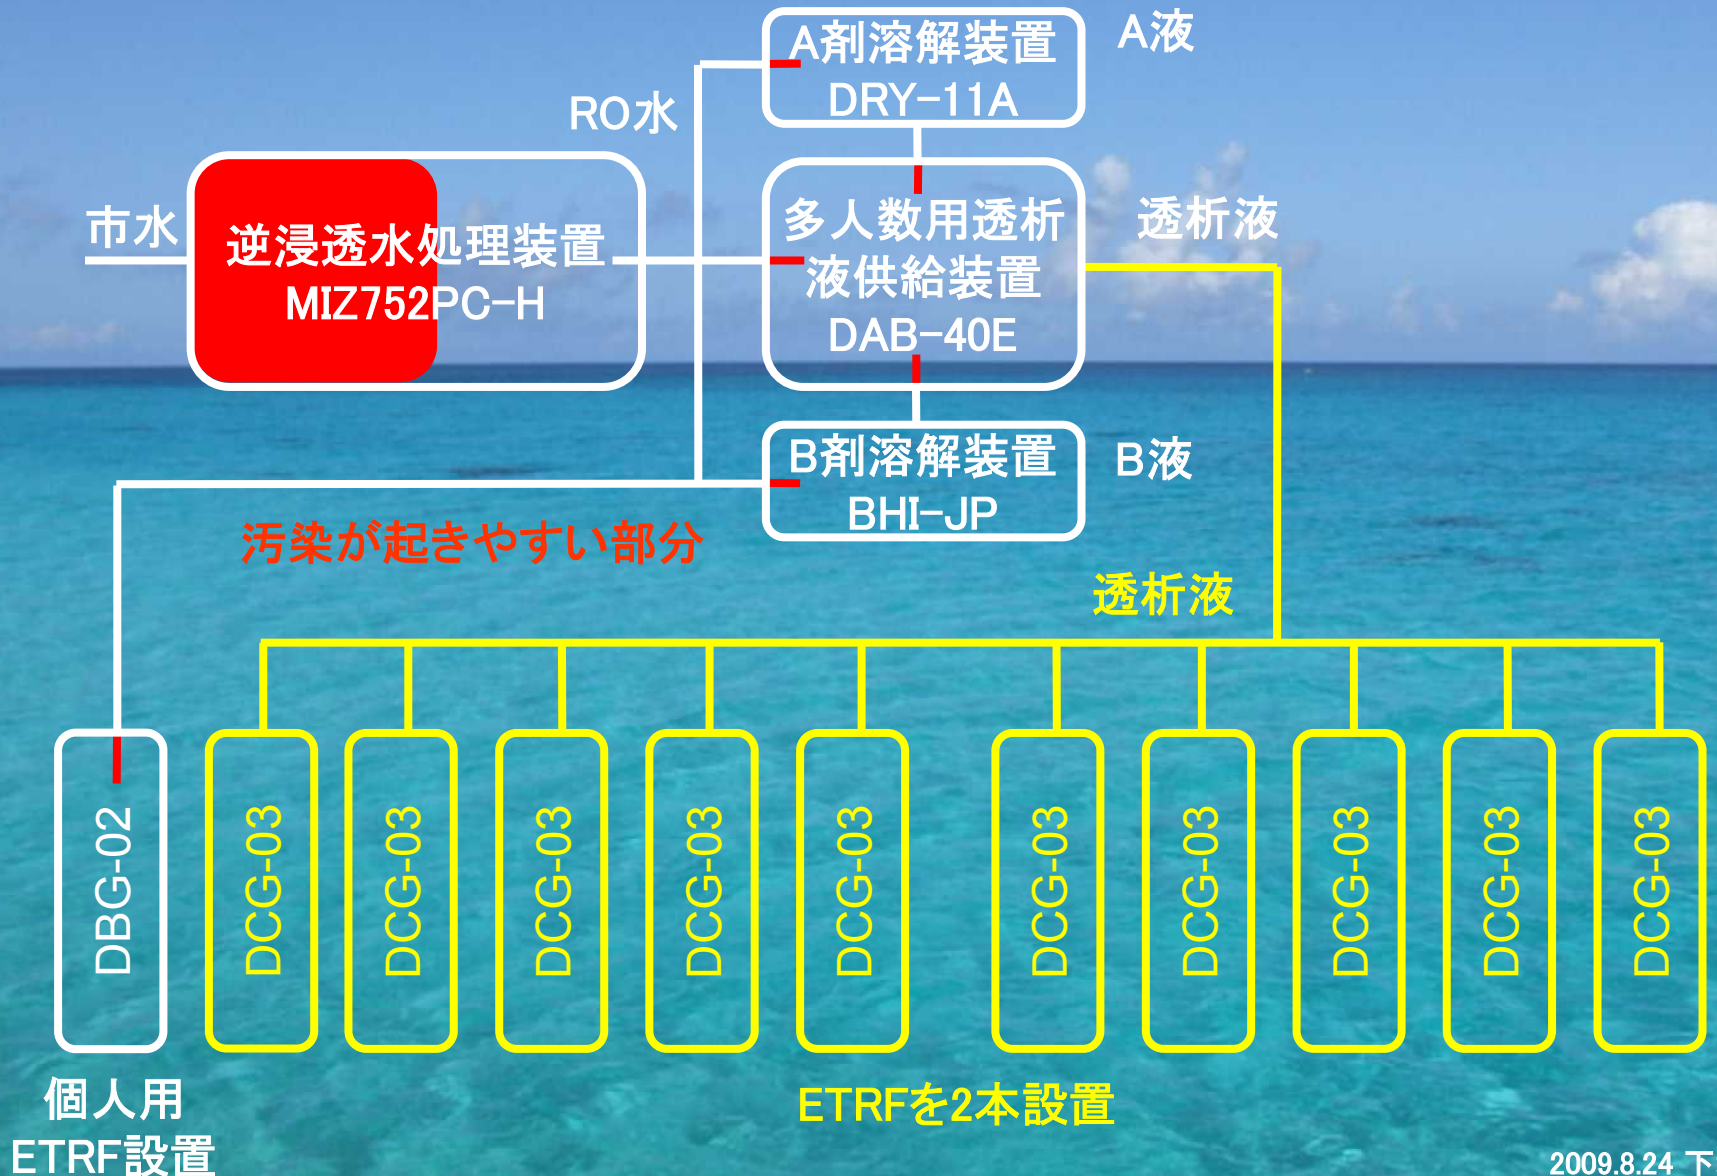 A剤溶解装置
DRY-11A
A液
RO水
市水
逆浸透水処理装置
MIZ752PC-H
多人数用透析
液供給装置
DAB-40E
透析液
B剤溶解装置
BHI-JP
B液
汚染が起きやすい部分
透析液
DBG-02
DCG-03
DCG-03
DCG-03
DCG-03
DCG-03
DCG-03
DCG-03
DCG-03
DCG-03
DCG-03
個人用
ETRF設置
ETRFを2本設置
2009.8.24 下